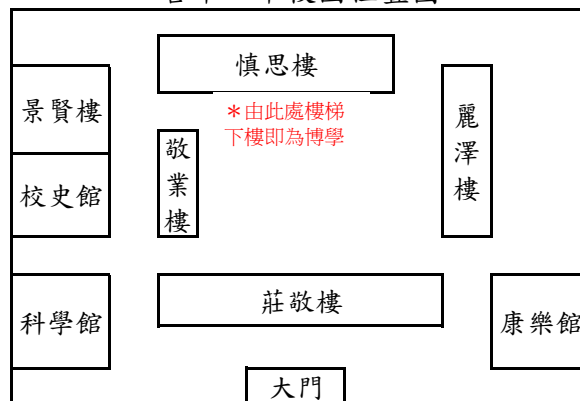 慎思樓
景賢樓
＊由此處樓梯
下樓即為博學
敬業樓
麗澤樓
校史館
科學館
莊敬樓
康樂館
大門